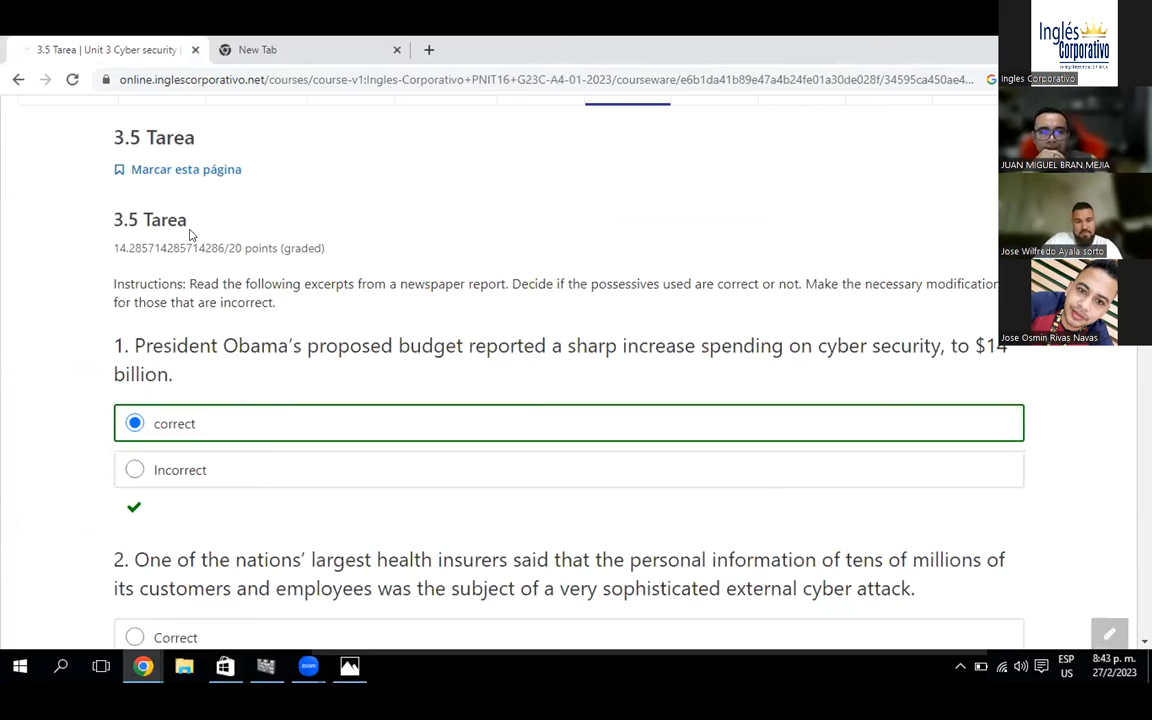 3.5 Tarea | Unit 3 Cyber security |
New Tab
online.inglescorporativo.net/courses/course-v1:Ingles-Corporativo+PNIT16+G23C-A4-01-2023/courseware/e6b1da41b89e47a4b24fe01a30de028f/34595ca450ae4...
3.5 Tarea
Marcar esta página
3.5 Tarea
14.285714285714286/20 points (graded)
Instructions: Read the following excerpts from a newspaper report. Decide if the possessives used are correct or not. Make the necessary modification
for those that are incorrect.
1. President Obama’s proposed budget reported a sharp increase spending on cyber security, to $14
billion.
correct
Incorrect
2. One of the nations’ largest health insurers said that the personal information of tens of millions of
its customers and employees was the subject of a very sophisticated external cyber attack.
Correct
Inglés
Corporativo
Ingles Corporativo
JUAN MIGUEL BRAN MEJIA
Jose Wilfredo Ayala sorto
Jose Osmin Rivas Navas
zoom
ESP
US
8:43 p. m.
27/2/2023